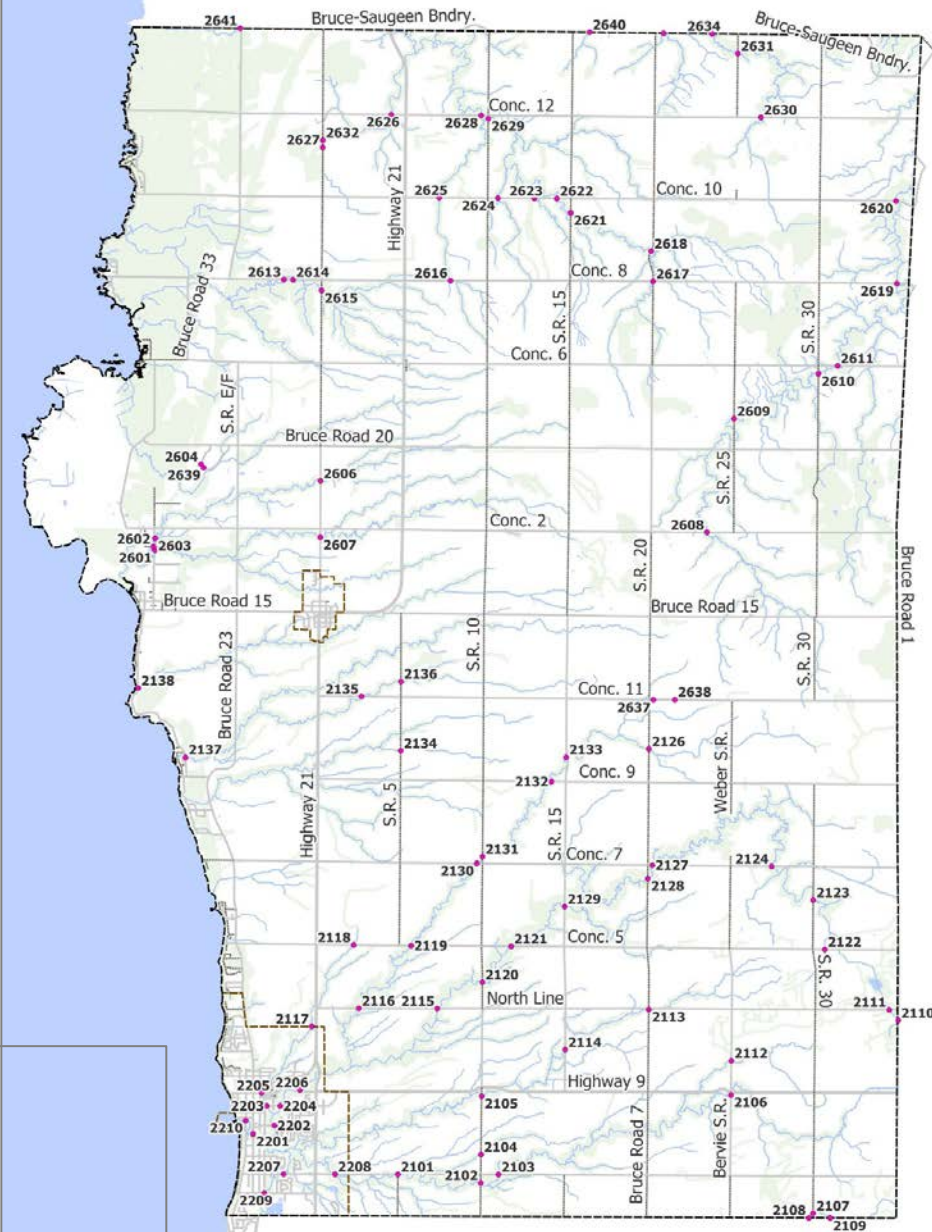 2641
Bruce-Saugeen Bndry.
2640
2634
Bruce-Saugeen Bndry.
2631
2626
2628
Conc. 12
2629
2630
2627
2632
Highway 21
2625
2624
2623
2622
Conc. 10
2621
2620
2618
Bruce Road 33
2613
2614
2615
2616
Conc. 8
2617
2619
S.R. 15
S.R. 30
Conc. 6
2611
2610
S.R. E/F
2609
Bruce Road 20
2604
2639
2606
S.R. 25
2602
2603
2601
2607
Conc. 2
2608
S.R. 20
Bruce Road 1
Bruce Road 15
Bruce Road 15
S.R. 10
S.R. 30
2138
Bruce Road 23
2135
2136
Conc. 11
2638
2637
2137
2134
2133
2126
Weber S.R.
2132
Conc. 9
Highway 21
S.R. 5
S.R. 15
2131
2130
Conc. 7
2127
2128
2124
2129
2123
2118
2119
2121
Conc. 5
2122
S.R. 30
2120
2116
2115
North Line
2113
2111
2110
2117
2114
2112
Highway 9
2205
2206
2203
2204
2105
2106
2210
2202
2201
Bruce Road 7
Bervie S.R.
2104
2207
2208
2101
2102
2103
2209
2108
2107
2109